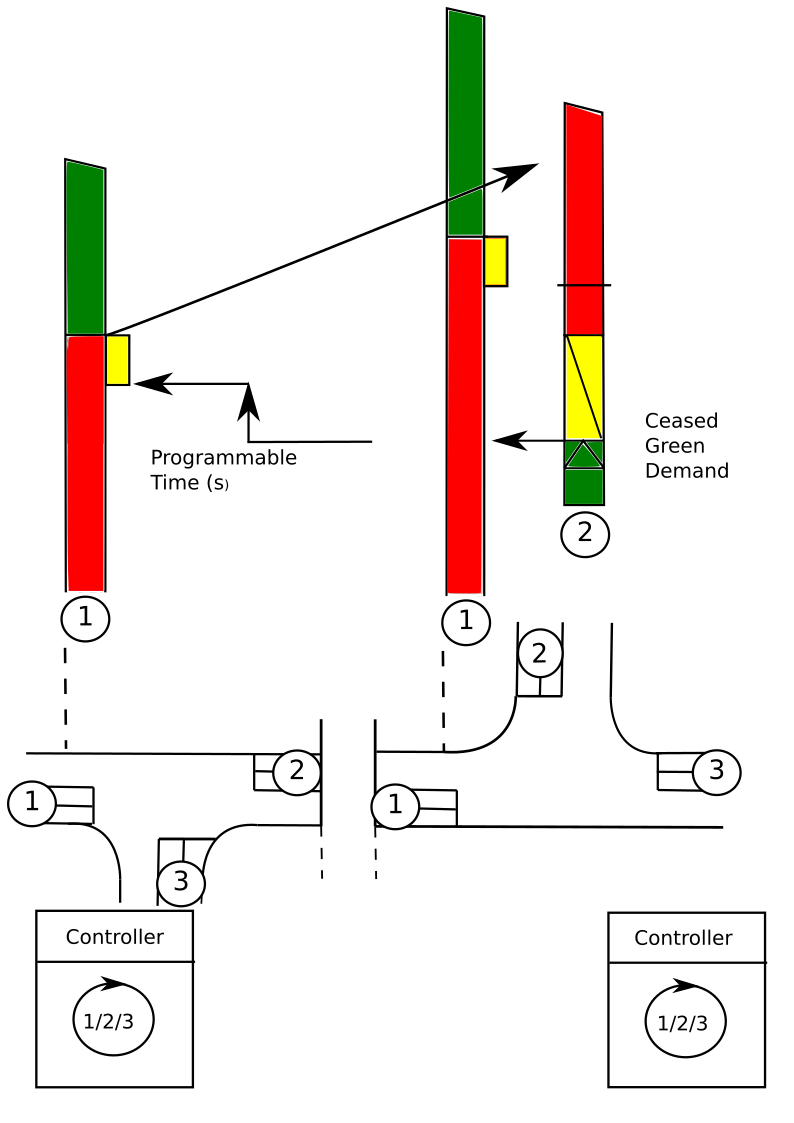 Ceased
Green
Demand
Programmable
Time (s)
2
1
1
2
2
3
1
1
3
Controller
Controller
1/2/3
1/2/3